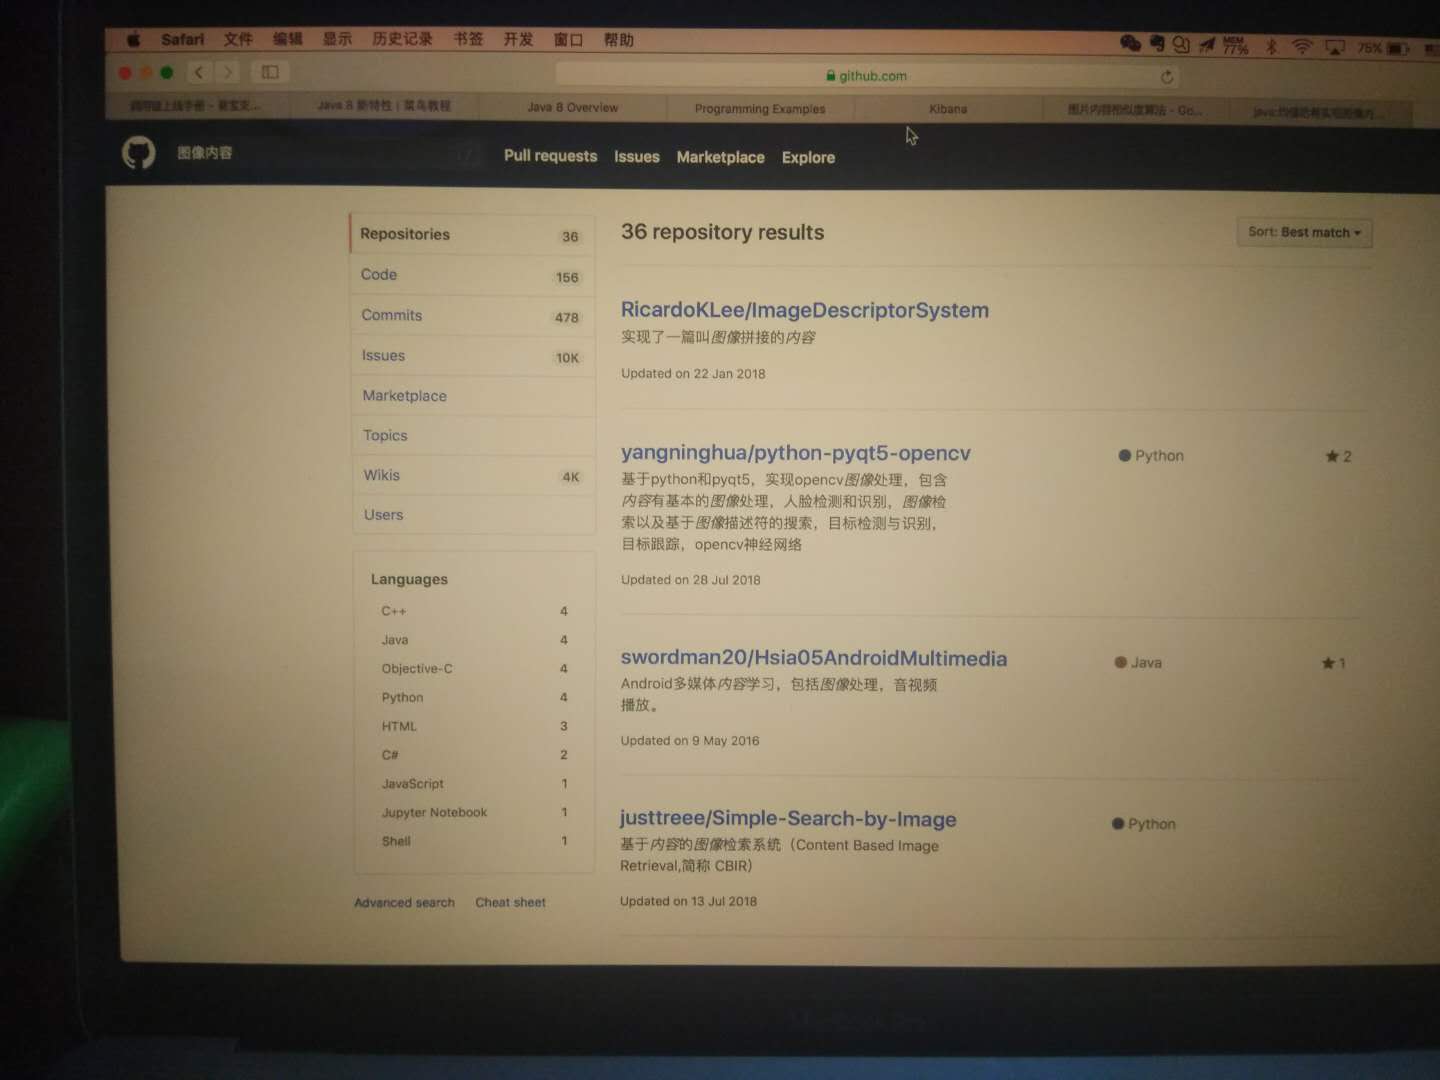 Safari 文件 编辑 显示 历史记录 书签 开发 窗口 帮助 MEM 77% 75%
github.com
Java 8 新特性 | 菜鸟教程 Java 8 Overview Programming Examples Kibana 图片内容相似度算法 - Go...
图像内容 / Pull requests Issues Marketplace Explore
Repositories 36
Code 156
Commits 478
Issues 10K
Marketplace
Topics
Wikis 4K
Users
Languages
C++ 4
Java 4
Objective-C 4
Python 4
HTML 3
C# 2
JavaScript 1
Jupyter Notebook 1
Shell 1
Advanced search Cheat sheet
36 repository results
Sort: Best match
RicardoKLee/ImageDescriptorSystem
实现了一篇叫图像拼接的内容
Updated on 22 Jan 2018
yangninghua/python-pyqt5-opencv Python 2
基于python和pyqt5，实现opencv图像处理，包含
内容有基本的图像处理，人脸检测和识别，图像检
索以及基于图像描述符的搜索，目标检测与识别，
目标跟踪，opencv神经网络
Updated on 28 Jul 2018
swordman20/Hsia05AndroidMultimedia Java 1
Android多媒体内容学习，包括图像处理，音视频
播放。
Updated on 9 May 2016
justtreee/Simple-Search-by-Image Python
基于内容的图像检索系统（Content Based Image
Retrieval,简称 CBIR）
Updated on 13 Jul 2018